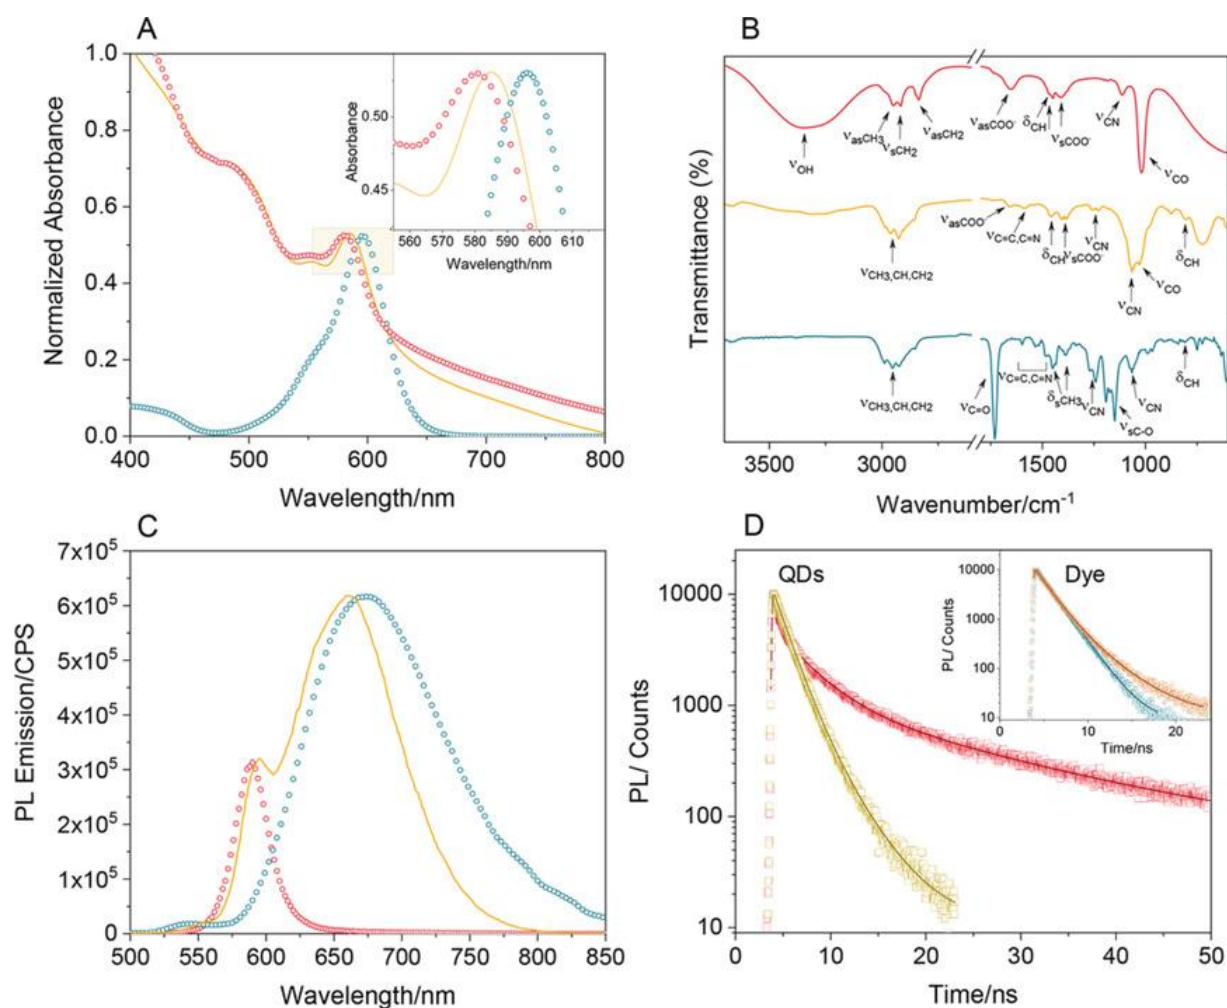 A
Normalized Absorbance
1.0
0.8
0.6
0.4
0.2
0.0
400
500
600
700
800
Wavelength/nm
Absorbance
0.50
0.45
560 570 580 590 600 610
Wavelength/nm
B
Transmittance (%)
νOH
νasCH3
νsCH2
νasCH2
νasCOO-
δCH
νsCOO-
νCN
νCO
νasCOO-
νC=C,C=N
νCN
νCH3,CH,CH2
δCH
νsCOO-
νCN
νCO
δCH
νC=O
νCH3,CH,CH2
νC=C,C=N
δsCH3
νCN
νsC-O
νCN
δCH
3500
3000
1500
1000
Wavenumber/cm-1
C
PL Emission/CPS
7x10⁵
6x10⁵
5x10⁵
4x10⁵
3x10⁵
2x10⁵
1x10⁵
0
500 550 600 650 700 750 800 850
Wavelength/nm
D
QDs
PL/ Counts
10000
1000
100
10
0 10 20 30 40 50
Time/ns
Dye
PL/ Counts
10000
1000
100
10
0 10 20
Time/ns